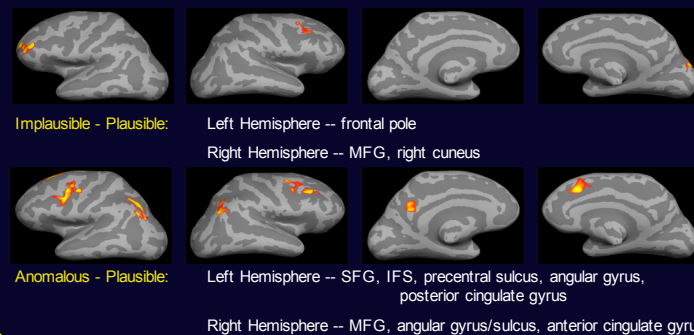 Implausible - Plausible: Left Hemisphere -- frontal pole
Right Hemisphere -- MFG, right cuneus
Anomalous - Plausible: Left Hemisphere -- SFG, IFS, precentral sulcus, angular gyrus,
posterior cingulate gyrus
Right Hemisphere -- MFG, angular gyrus/sulcus, anterior cingulate gyru